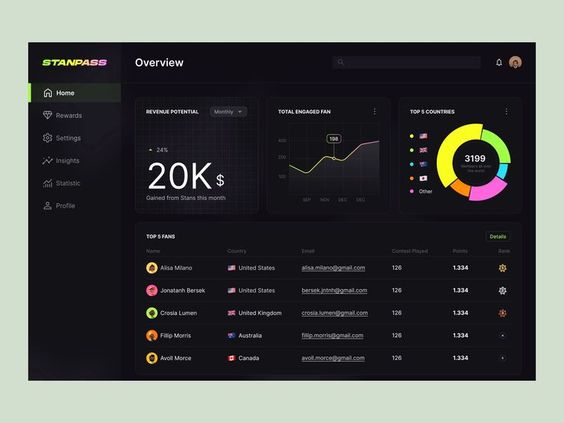 STANPASS
Overview
Home
Rewards
Settings
Insights
Statistic
Profile
REVENUE POTENTIAL
Monthly
24%
20K $
Gained from Stans this month
TOTAL ENGAGED FAN
198
400
200
100
SEP NOV DEC DEC
TOP 5 COUNTRIES
Other
3199
TOP 5 FANS
Details
Name Country Email Contest Played Points Rank
Alisa Milano United States alisa.milano@gmail.com 126 1.334
Jonatanh Bersek United States bersek.jntnh@gmail.com 126 1.334
Crosia Lumen United Kingdom crosia.lumen@gmail.com 126 1.334
Fillip Morris Australia fillip.morris@gmail.com 126 1.334
Avoll Morce Canada avoll.morce@gmail.com 126 1.334